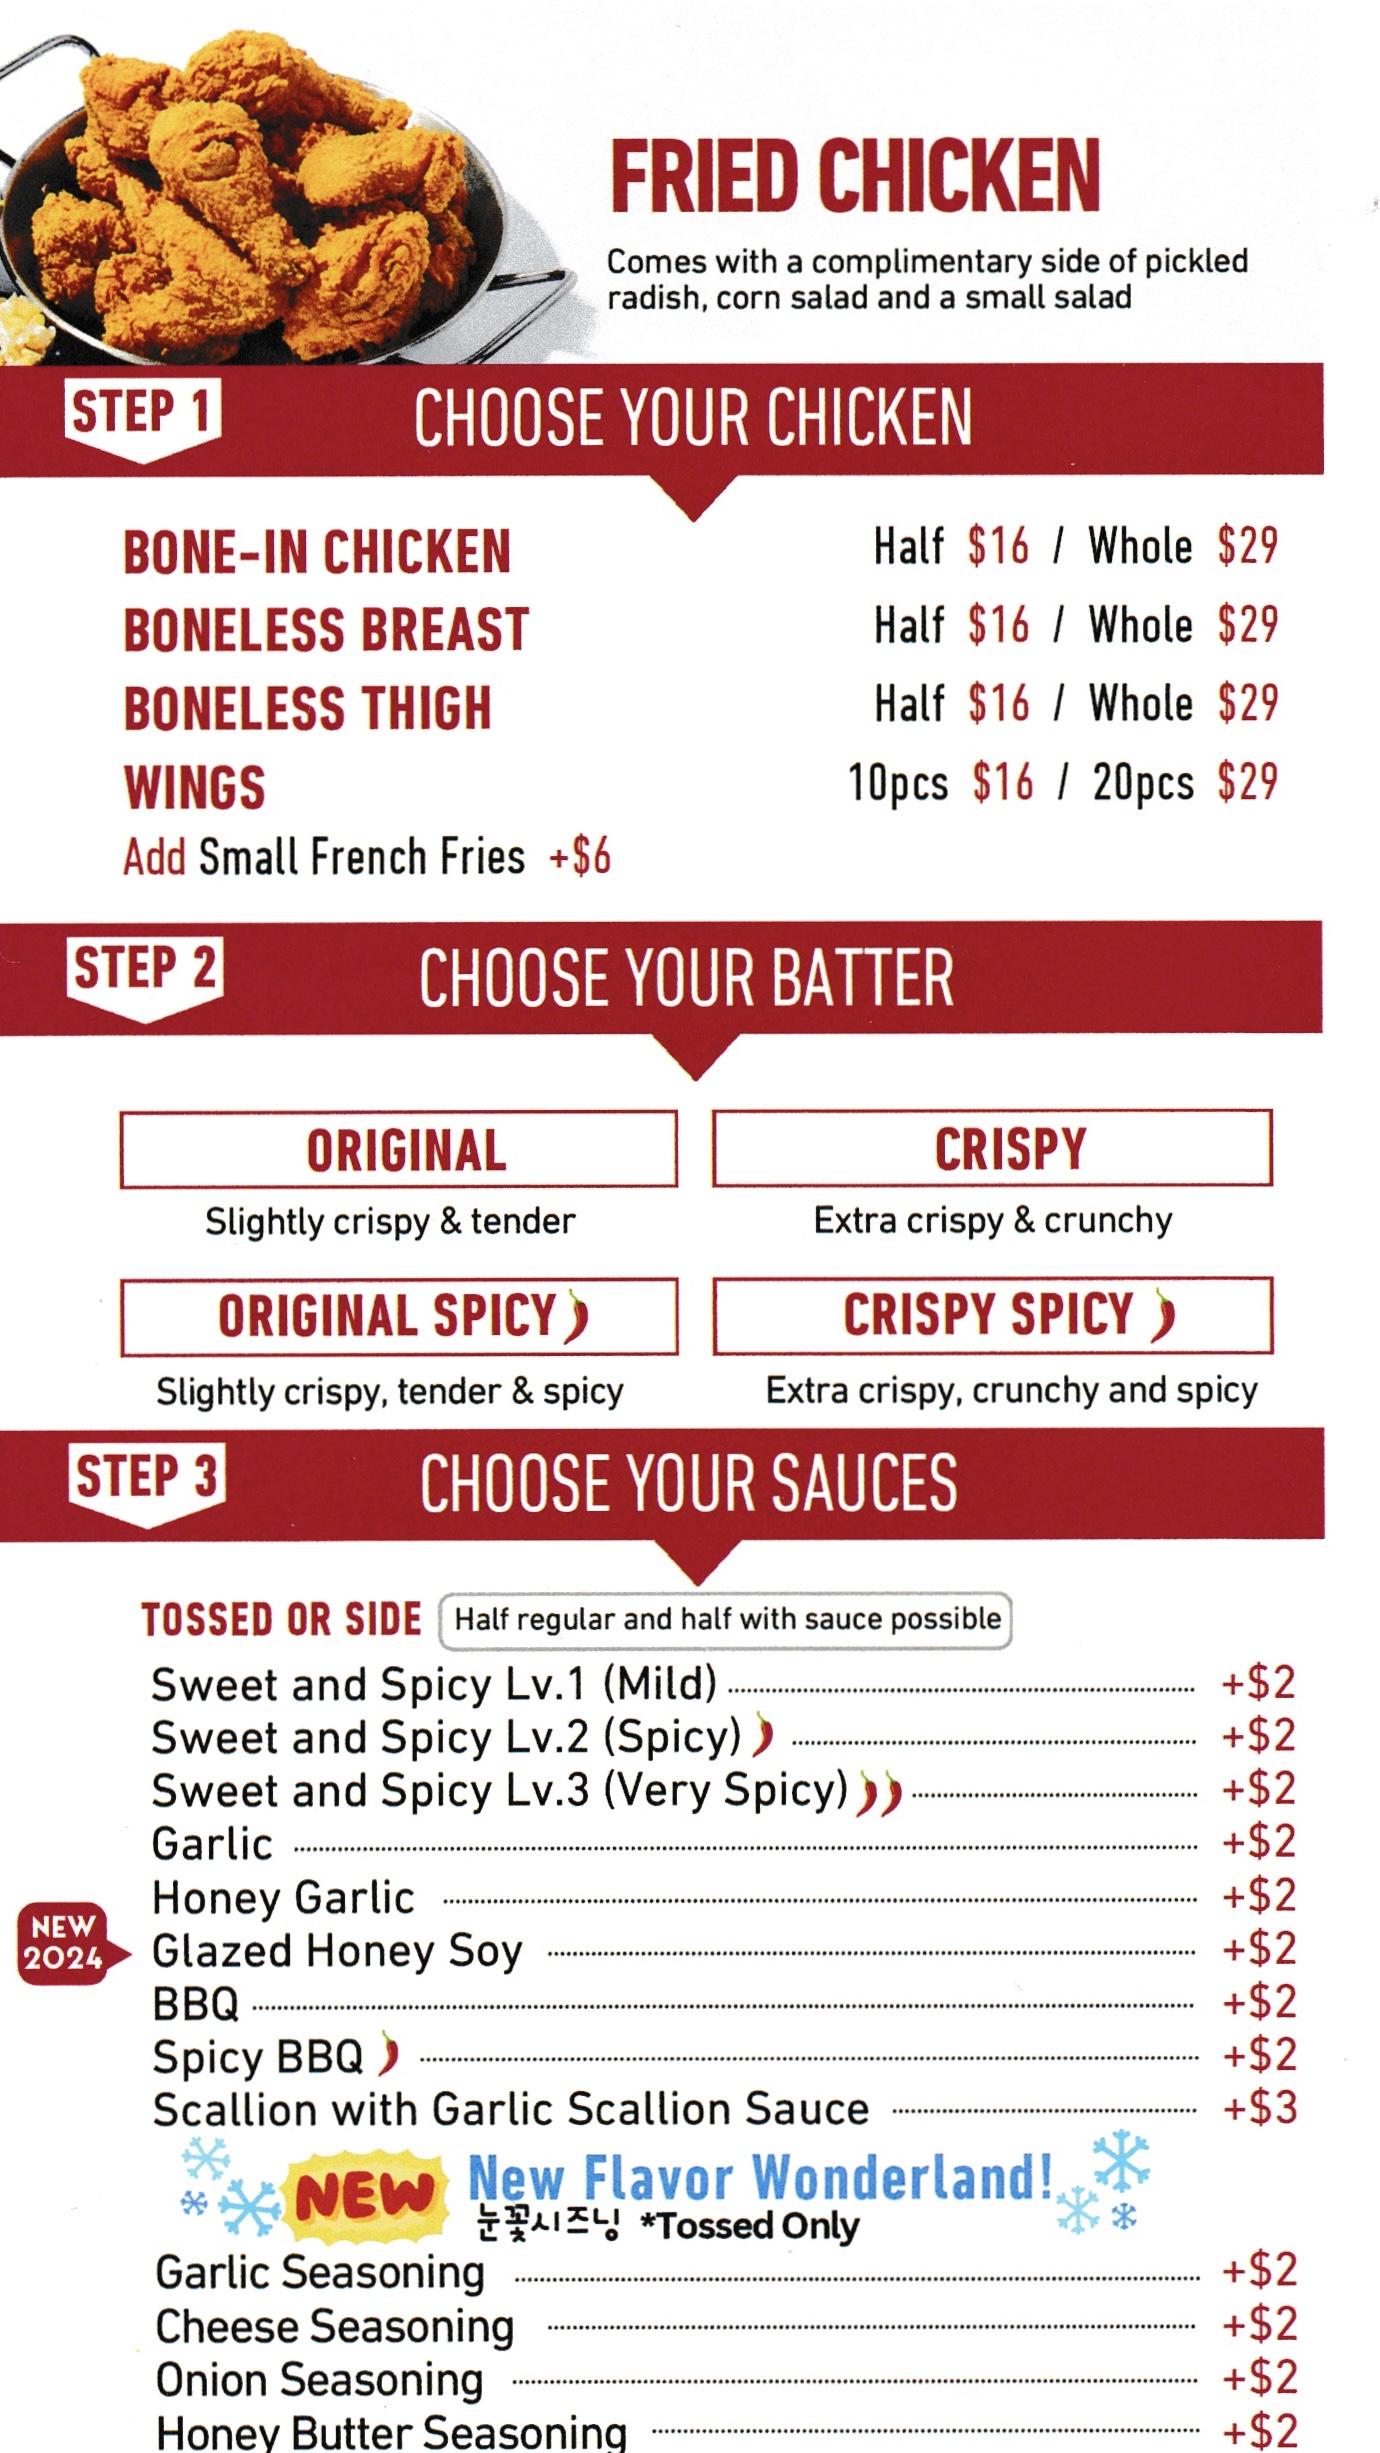 FRIED CHICKEN
Comes with a complimentary side of pickled
radish, corn salad and a small salad
STEP 1 CHOOSE YOUR CHICKEN
BONE-IN CHICKEN Half $16 / Whole $29
BONELESS BREAST Half $16 / Whole $29
BONELESS THIGH Half $16 / Whole $29
WINGS 10pcs $16 / 20pcs $29
Add Small French Fries +$6
STEP 2 CHOOSE YOUR BATTER
ORIGINAL CRISPY
Slightly crispy & tender Extra crispy & crunchy
ORIGINAL SPICY CRISPY SPICY
Slightly crispy, tender & spicy Extra crispy, crunchy and spicy
STEP 3 CHOOSE YOUR SAUCES
TOSSED OR SIDE Half regular and half with sauce possible
Sweet and Spicy Lv.1 (Mild) +$2
Sweet and Spicy Lv.2 (Spicy) +$2
Sweet and Spicy Lv.3 (Very Spicy) +$2
Garlic +$2
Honey Garlic +$2
NEW
2024 Glazed Honey Soy +$2
BBQ +$2
Spicy BBQ +$2
Scallion with Garlic Scallion Sauce +$3
NEW New Flavor Wonderland!
눈꽃시즈닝 *Tossed Only
Garlic Seasoning +$2
Cheese Seasoning +$2
Onion Seasoning +$2
Honey Butter Seasoning +$2